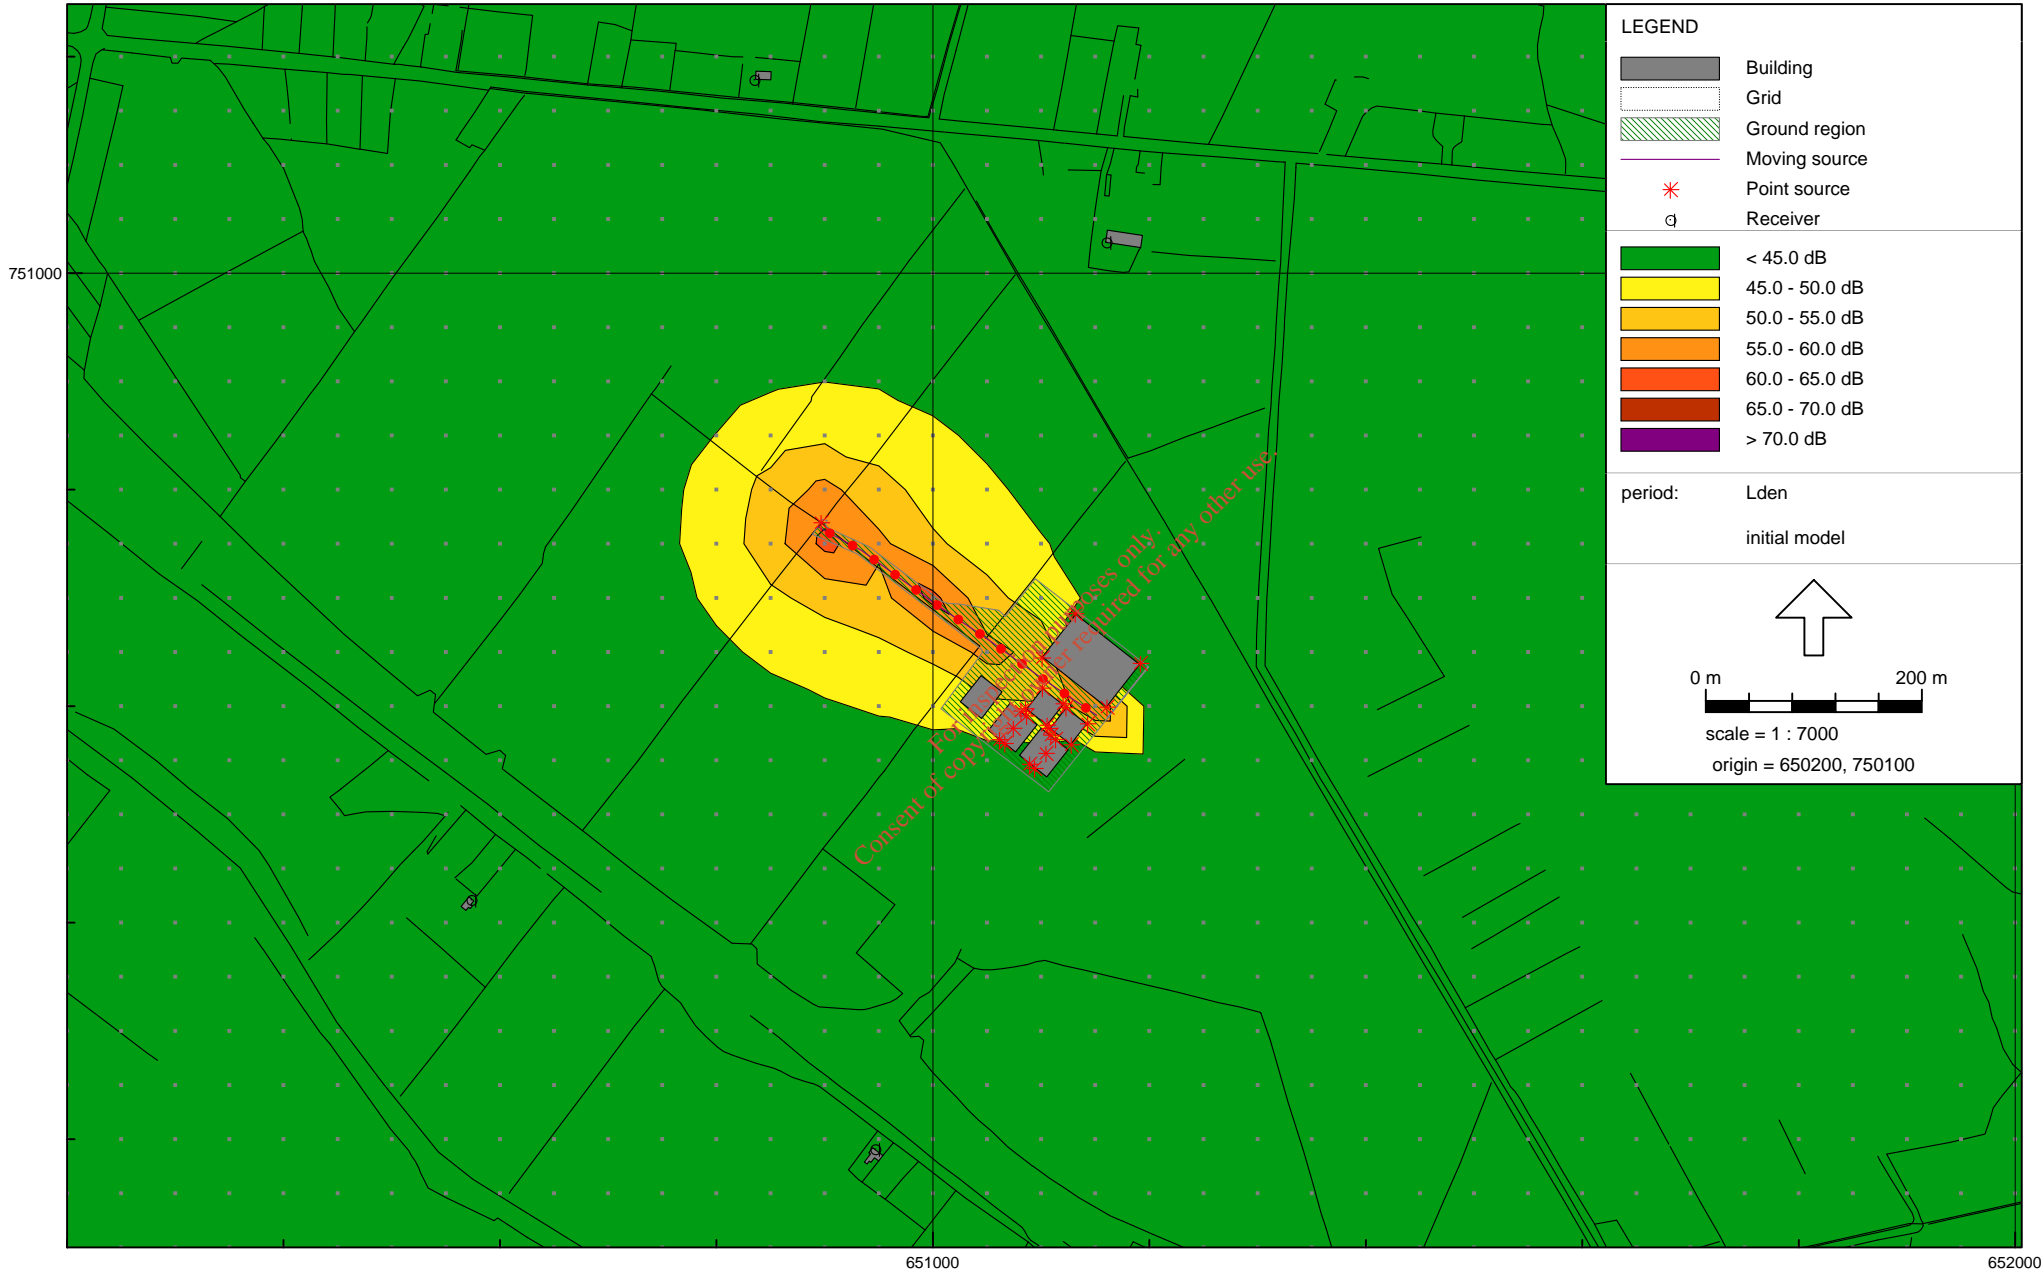 LEGEND
Building
Grid
Ground region
Moving source
Point source
Receiver
< 45.0 dB
45.0 - 50.0 dB
50.0 - 55.0 dB
55.0 - 60.0 dB
60.0 - 65.0 dB
65.0 - 70.0 dB
> 70.0 dB
period: Lden
initial model
0 m 200 m
scale = 1 : 7000
origin = 650200, 750100
751000
For inspection purposes only.
Consent of copyright owner required for any other use.
651000
652000